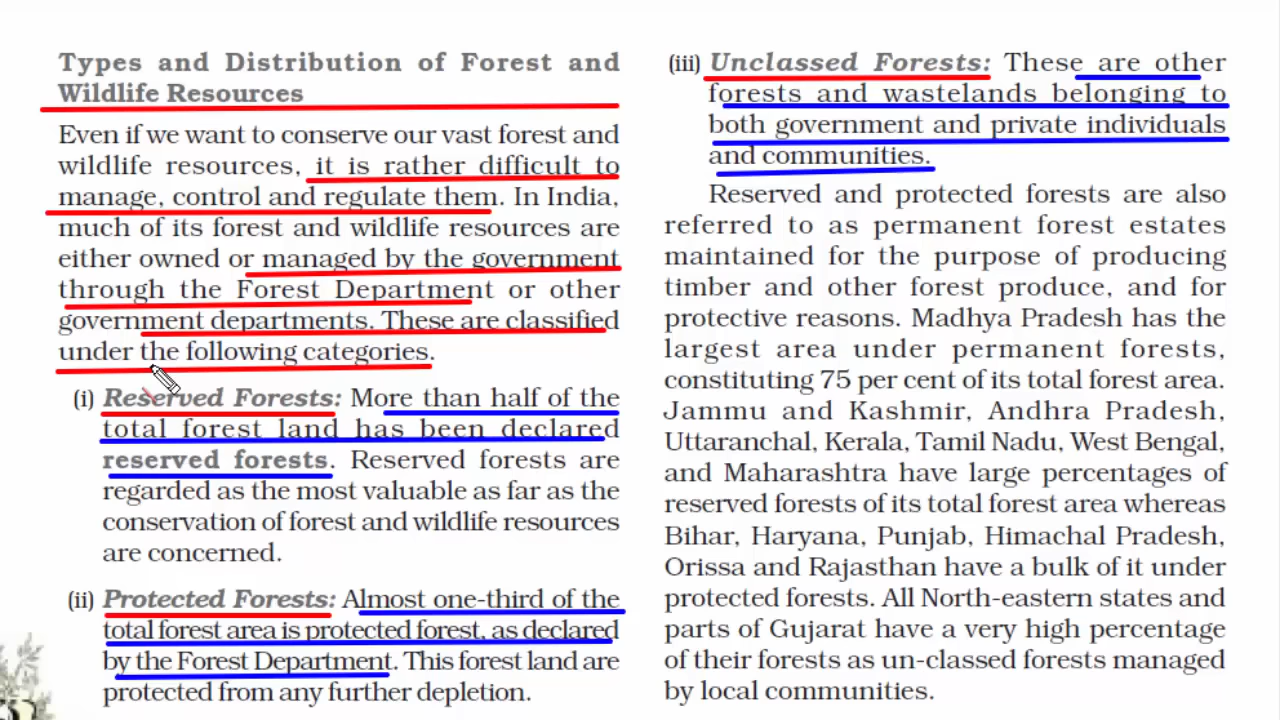 Types and Distribution of Forest and
Wildlife Resources
Even if we want to conserve our vast forest and
wildlife resources, it is rather difficult to
manage, control and regulate them. In India,
much of its forest and wildlife resources are
either owned or managed by the government
through the Forest Department or other
government departments. These are classified
under the following categories.
(i) Reserved Forests: More than half of the
total forest land has been declared
reserved forests. Reserved forests are
regarded as the most valuable as far as the
conservation of forest and wildlife resources
are concerned.
(ii) Protected Forests: Almost one-third of the
total forest area is protected forest, as declared
by the Forest Department. This forest land are
protected from any further depletion.
(iii) Unclassed Forests: These are other
forests and wastelands belonging to
both government and private individuals
and communities.
Reserved and protected forests are also
referred to as permanent forest estates
maintained for the purpose of producing
timber and other forest produce, and for
protective reasons. Madhya Pradesh has the
largest area under permanent forests,
constituting 75 per cent of its total forest area.
Jammu and Kashmir, Andhra Pradesh,
Uttaranchal, Kerala, Tamil Nadu, West Bengal,
and Maharashtra have large percentages of
reserved forests of its total forest area whereas
Bihar, Haryana, Punjab, Himachal Pradesh,
Orissa and Rajasthan have a bulk of it under
protected forests. All North-eastern states and
parts of Gujarat have a very high percentage
of their forests as un-classed forests managed
by local communities.